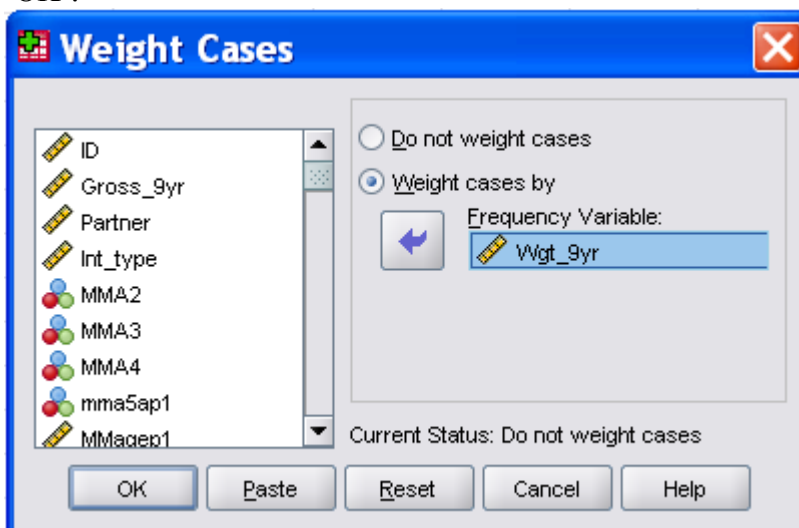 Weight Cases
ID
Gross_9yr
Partner
Int_type
MMA2
MMA3
MMA4
mma5ap1
MMagep1
Do not weight cases
Weight cases by
Frequency Variable:
Wgt_9yr
Current Status: Do not weight cases
OK
Paste
Reset
Cancel
Help